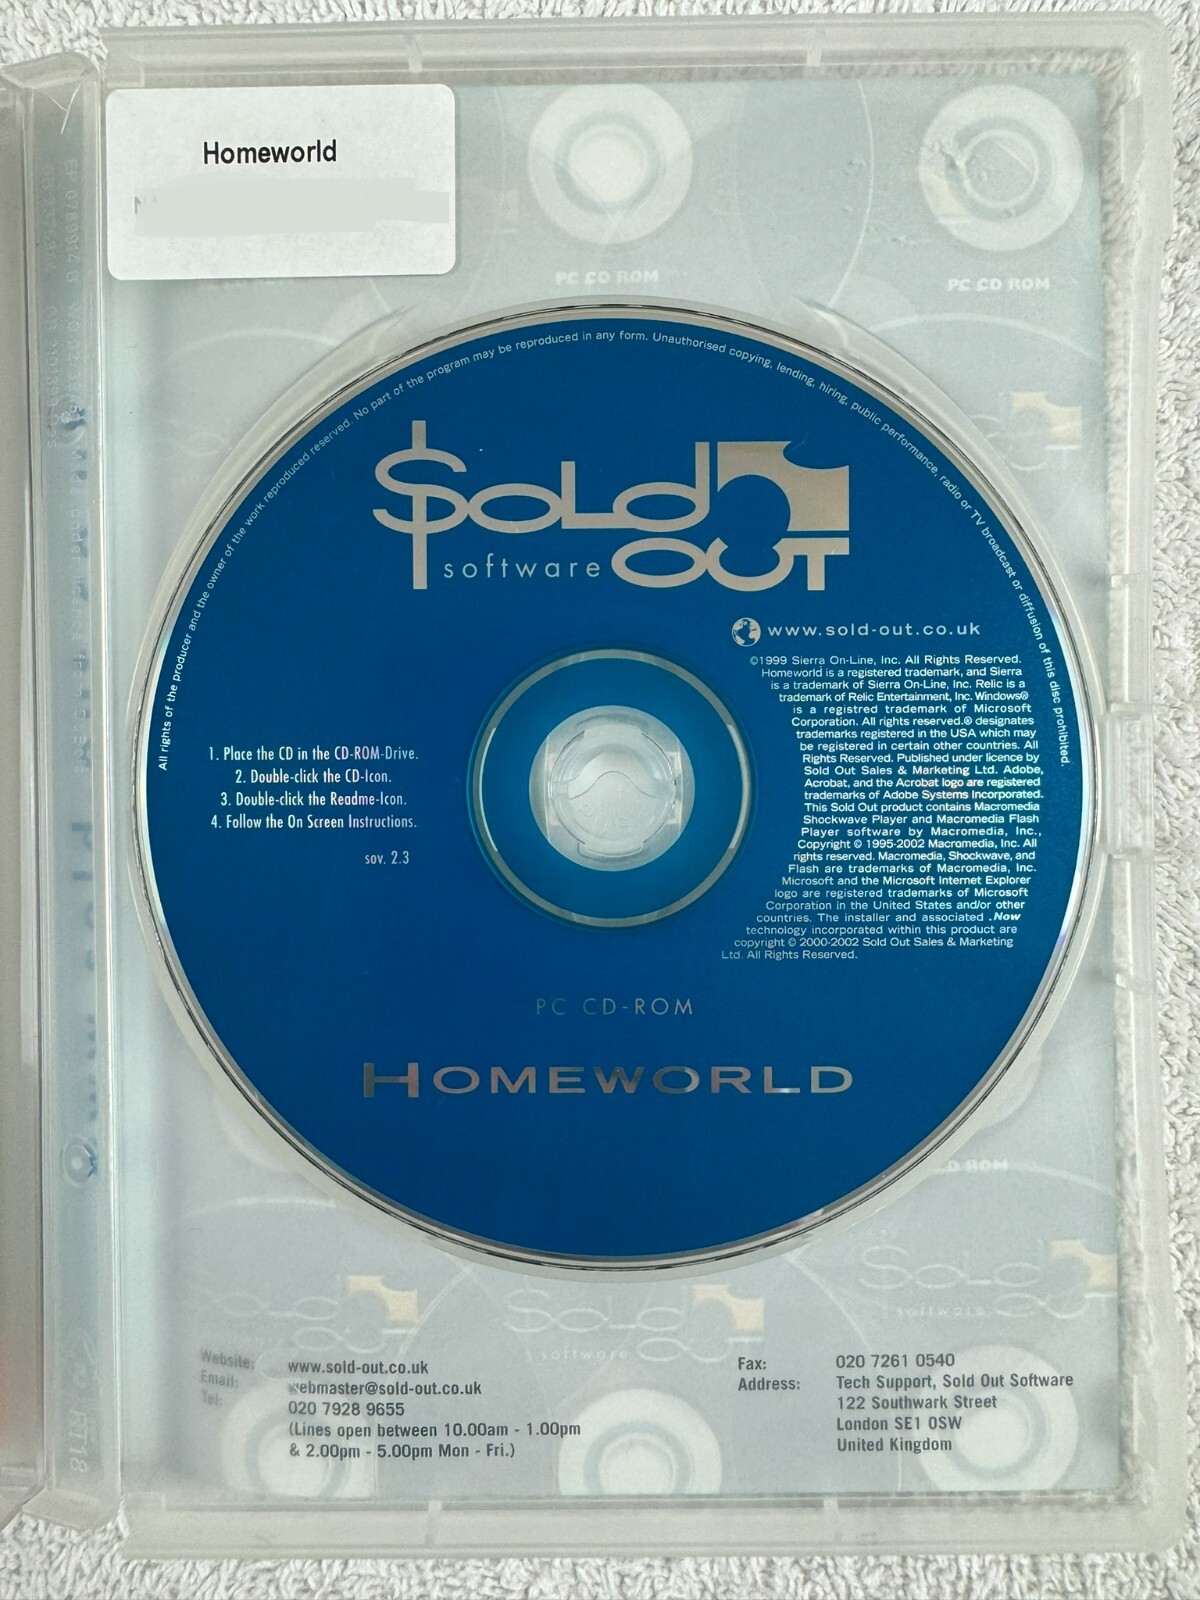 Homeworld
PC CD ROM
PC CD ROM
All rights of the producer and the owner of the work reproduced reserved. No part of the program may be reproduced in any form. Unauthorised copying, lending, hiring, public performance, radio or TV broadcast or diffusion of this disc prohibited.
$OLD
software OUT
www.sold-out.co.uk
©1999 Sierra On-Line, Inc. All Rights Reserved.
Homeworld is a registered trademark, and Sierra
is a trademark of Sierra On-Line, Inc. Relic is a
trademark of Relic Entertainment, Inc. Windows®
is a registred trademark of Microsoft
Corporation. All rights reserved.® designates
trademarks registered in the USA which may
be registered in certain other countries. All
Rights Reserved. Published under licence by
Sold Out Sales & Marketing Ltd. Adobe,
Acrobat, and the Acrobat logo are registered
trademarks of Adobe Systems Incorporated.
This Sold Out product contains Macromedia
Shockwave Player and Macromedia Flash
Player software by Macromedia, Inc.,
Copyright © 1995-2002 Macromedia, Inc. All
rights reserved. Macromedia, Shockwave, and
Flash are trademarks of Macromedia, Inc.
Microsoft and the Microsoft Internet Explorer
logo are registered trademarks of Microsoft
Corporation in the United States and/or other
countries. The installer and associated .Now
technology incorporated within this product are
copyright © 2000-2002 Sold Out Sales & Marketing
Ltd. All Rights Reserved.
1. Place the CD in the CD-ROM-Drive.
2. Double-click the CD-Icon.
3. Double-click the Readme-Icon.
4. Follow the On Screen Instructions.
sov. 2.3
PC CD-ROM
HOMEWORLD
D ROM
SOLD OUT
software
SOLD OUT
software
Website: www.sold-out.co.uk
Email: webmaster@sold-out.co.uk
Tel: 020 7928 9655
(Lines open between 10.00am - 1.00pm
& 2.00pm - 5.00pm Mon - Fri.)
Fax: 020 7261 0540
Address: Tech Support, Sold Out Software
122 Southwark Street
London SE1 0SW
United Kingdom